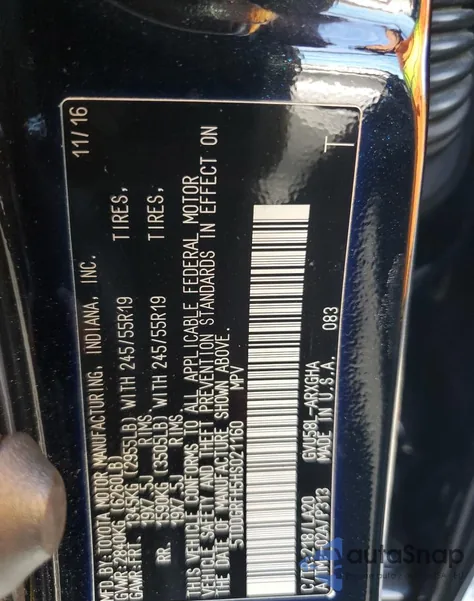 MFD. BY: TOYOTA MOTOR MANUFACTURING, INDIANA, INC. 11/16
GVWR: 2840KG (6260LB)
GAWR: FRT. 1345KG (2955LB) WITH 245/55R19 TIRES,
19X7.5J RIMS.
RR. 1590KG (3505LB) WITH 245/55R19 TIRES,
19X7.5J RIMS.
THIS VEHICLE CONFORMS TO ALL APPLICABLE FEDERAL MOTOR
VEHICLE SAFETY AND THEFT PREVENTION STANDARDS IN EFFECT ON
THE DATE OF MANUFACTURE SHOWN ABOVE.
5TDDGRFH5HS021160 MPV
C/TR: 218/LA20 GVU58L-ARXGHA
MADE IN U.S.A. 083 T
autoSnap